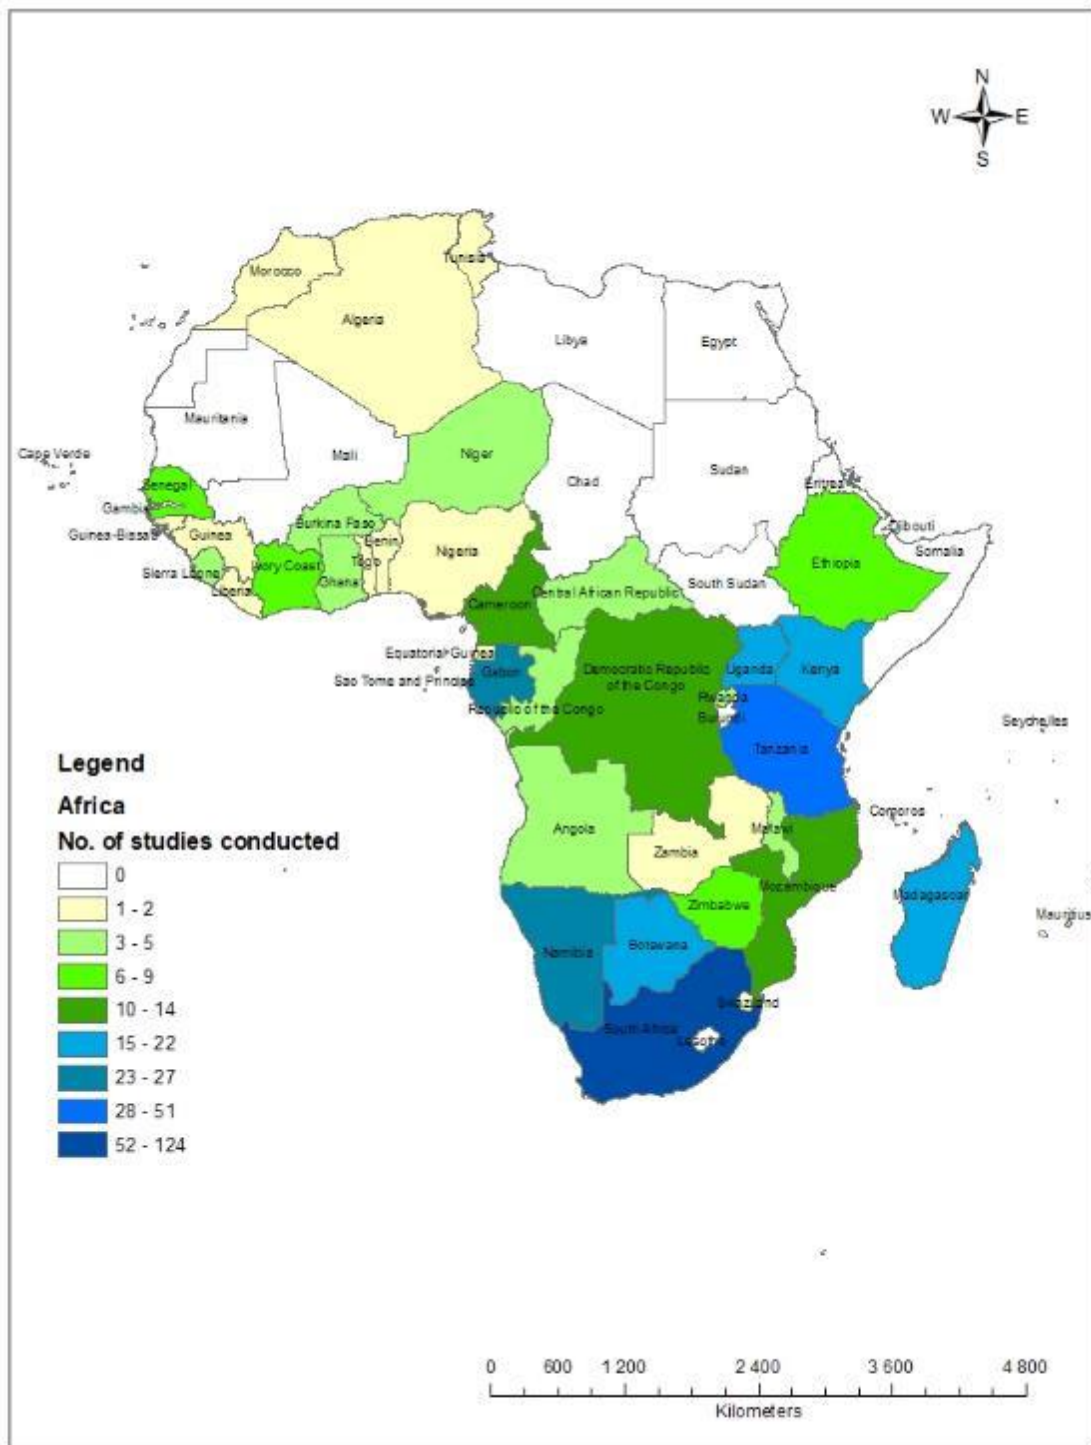 N
W E
S
Tunisia
Morocco
Algeria
Libya
Egypt
Mauritania
Mali
Niger
Chad
Sudan
Cape Verde
Senegal
Eritrea
Gambia
Guinea-Bissau
Guinea
Burkina Faso
Benin
Togo
Nigeria
Djibouti
Somalia
Sierra Leone
Liberia
Ivory Coast
Ghana
Ethiopia
South Sudan
Central African Republic
Cameroon
Equatorial Guinea
Sao Tome and Principe
Gabon
Republic of the Congo
Democratic Republic
of the Congo
Uganda
Kenya
Rwanda
Burundi
Tanzania
Seychelles
Comoros
Angola
Malawi
Zambia
Mozambique
Zimbabwe
Madagascar
Mauritius
Namibia
Botswana
Swaziland
South Africa
Lesotho
Legend
Africa
No. of studies conducted
0
1 - 2
3 - 5
6 - 9
10 - 14
15 - 22
23 - 27
28 - 51
52 - 124
0 600 1 200 2 400 3 600 4 800
Kilometers